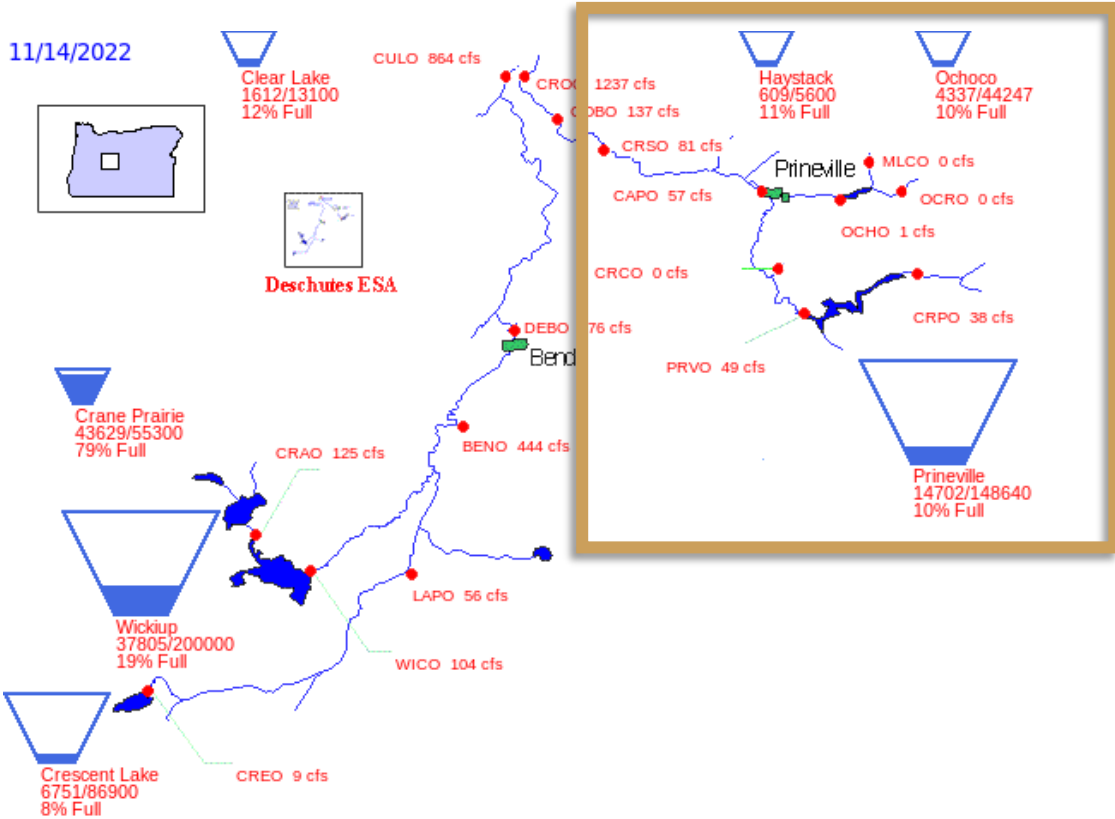 11/14/2022
Clear Lake
1612/13100
12% Full
CULO 864 cfs
1237 cfs
137 cfs
CRSO 81 cfs
Haystack
609/5600
11% Full
Ochoco
4337/44247
10% Full
Prineville
MLCO 0 cfs
CAPO 57 cfs
OCRO 0 cfs
OCHO 1 cfs
CRCO 0 cfs
CRPO 38 cfs
PRVO 49 cfs
Deschutes ESA
DEBO 76 cfs
Bend
Crane Prairie
43629/55300
79% Full
BENO 444 cfs
CRAO 125 cfs
Prineville
14702/148640
10% Full
LAPO 56 cfs
Wickiup
37805/200000
19% Full
WICO 104 cfs
Crescent Lake
6751/86900
8% Full
CREO 9 cfs